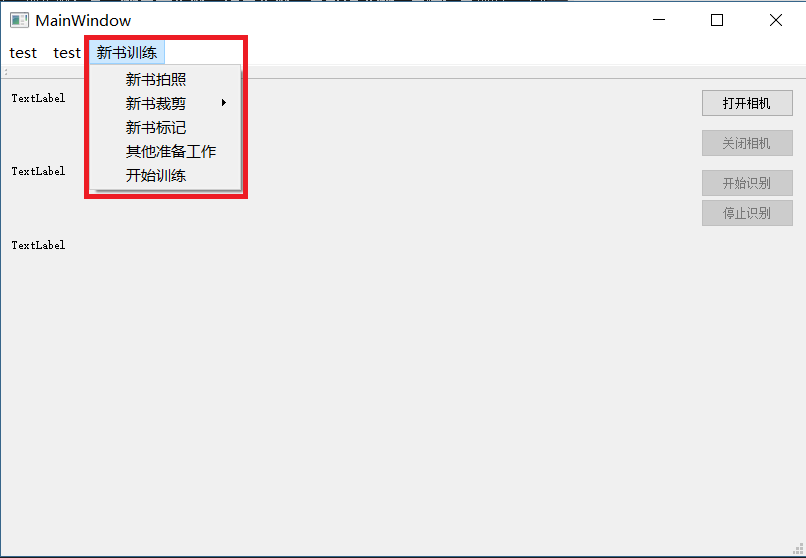 MainWindow
test test 新书训练
新书拍照
新书裁剪
新书标记
其他准备工作
开始训练
TextLabel
TextLabel
TextLabel
打开相机
关闭相机
开始识别
停止识别